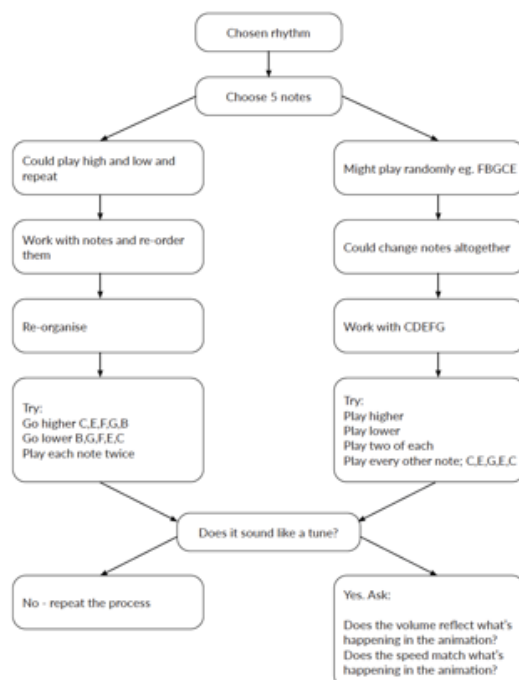 Chosen rhythm
Choose 5 notes
Could play high and low and
repeat
Work with notes and re-order
them
Re-organise
Try:
Go higher C,E,F,G,B
Go lower B,G,F,E,C
Play each note twice
Might play randomly eg. FBGCE
Could change notes altogether
Work with CDEFG
Try:
Play higher
Play lower
Play two of each
Play every other note; C,E,G,E,C
Does it sound like a tune?
No - repeat the process
Yes. Ask:
Does the volume reflect what's
happening in the animation?
Does the speed match what's
happening in the animation?